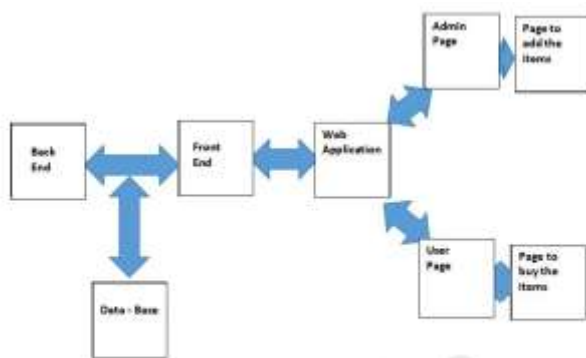 Back
End
Front
End
Web
Application
Admin
Page
Page to
add the
items
User
Page
Page to
buy the
items
Data - Base